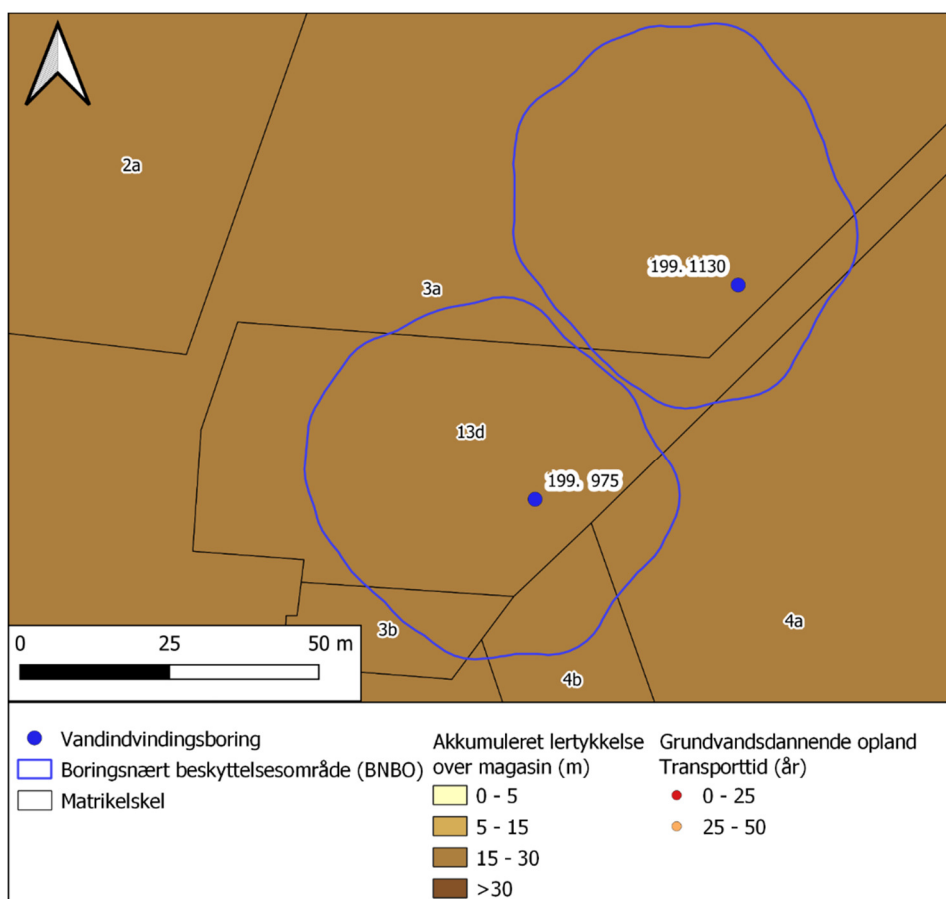 2a
199. 1130
3a
13d
199. 975
4a
3b
4b
0 25 50 m
Vandindvindingsboring
Boringsnært beskyttelsesområde (BNBO)
Matrikelskel
Akkumuleret lertykkelse
over magasin (m)
0 - 5
5 - 15
15 - 30
>30
Grundvandsdannende opland
Transporttid (år)
0 - 25
25 - 50